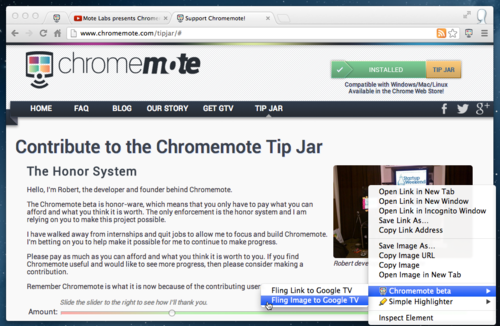 Mote Labs presents Chrome
Support Chromemote!
www.chromemote.com/tipjar/#
chromemote
INSTALLED
TIP JAR
Compatible with Windows/Mac/Linux
Available in the Chrome Web Store!
HOME FAQ BLOG OUR STORY GET GTV TIP JAR
Contribute to the Chromemote Tip Jar
The Honor System
Hello, I'm Robert, the developer and founder behind Chromemote.
The Chromemote beta is honor-ware, which means that you only have to pay what you can
afford and what you think it is worth. The only enforcement is the honor system and I am
relying on you to make this project possible.
I have walked away from internships and quit jobs to allow me to focus and build Chromemote.
I'm betting on you to help make it possible for me to continue to make progress.
Please pay as much as you can afford and what you think it is worth to you. If you find
Chromemote useful and would like to see more progress, then please consider making a
contribution.
Remember Chromemote is what it is now because of the contributing user
Slide the slider to the right to see how I'll thank you.
Amount:
Startup
Weekend
Robert deve
Open Link in New Tab
Open Link in New Window
Open Link in Incognito Window
Save Link As...
Copy Link Address
Save Image As...
Copy Image URL
Copy Image
Open Image in New Tab
Chromemote beta
Simple Highlighter
Inspect Element
Fling Link to Google TV
Fling Image to Google TV